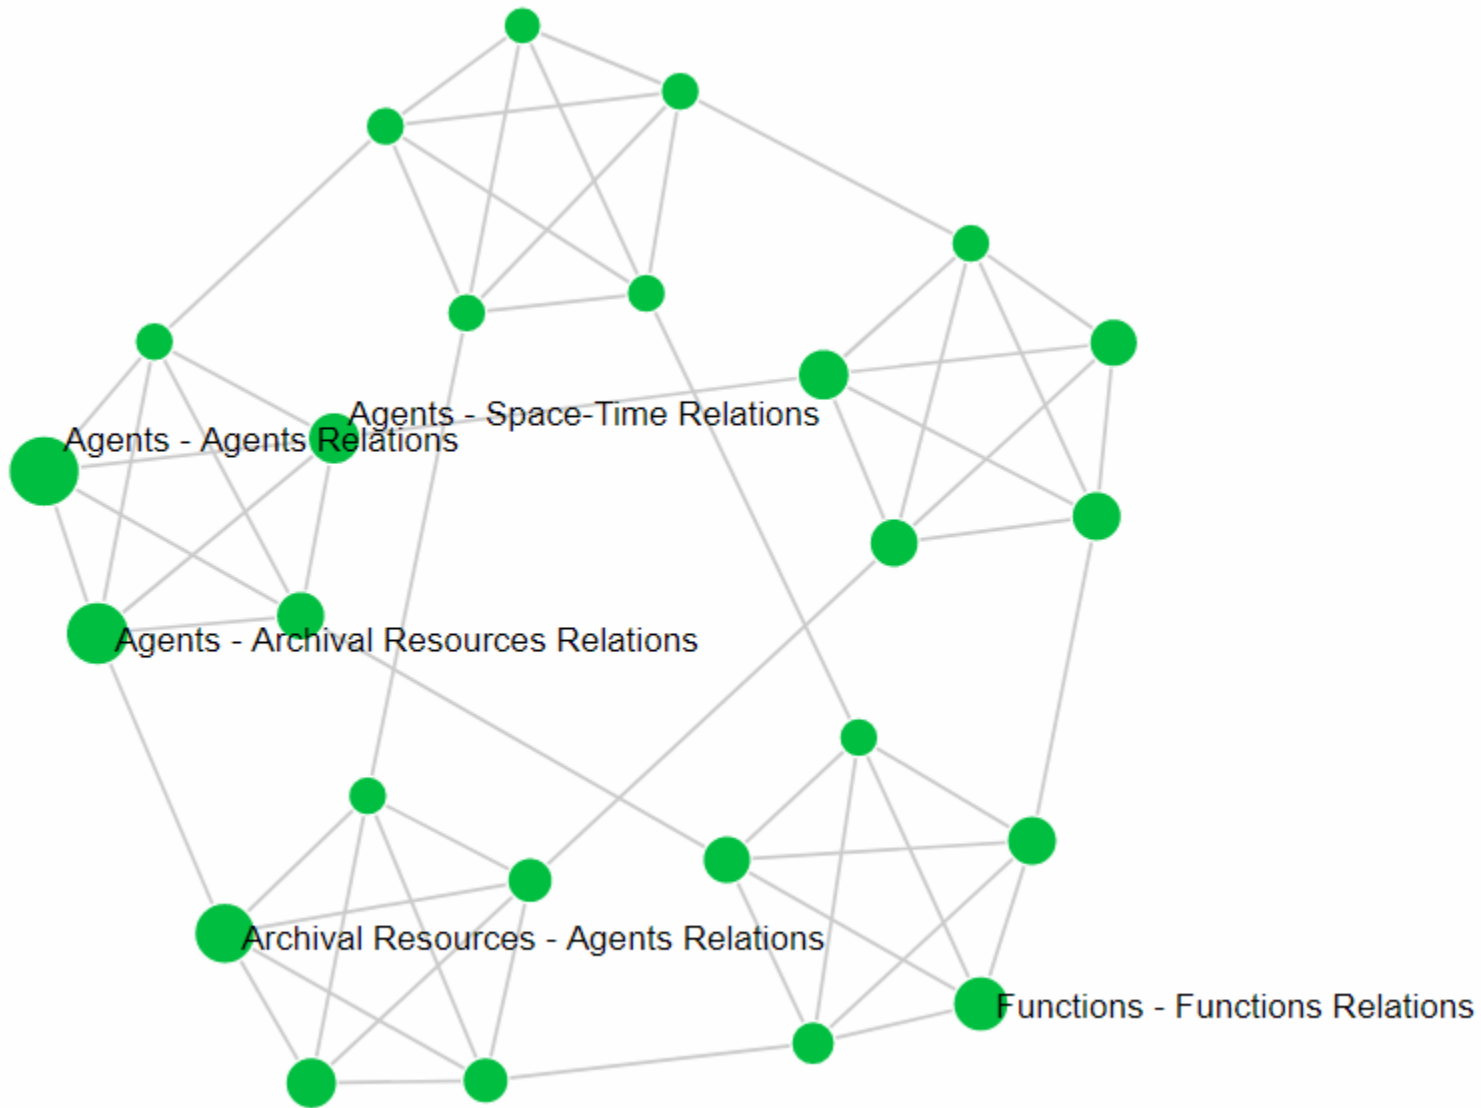 Agents - Space-Time Relations
Agents - Agents Relations
Agents - Archival Resources Relations
Archival Resources - Agents Relations
Functions - Functions Relations